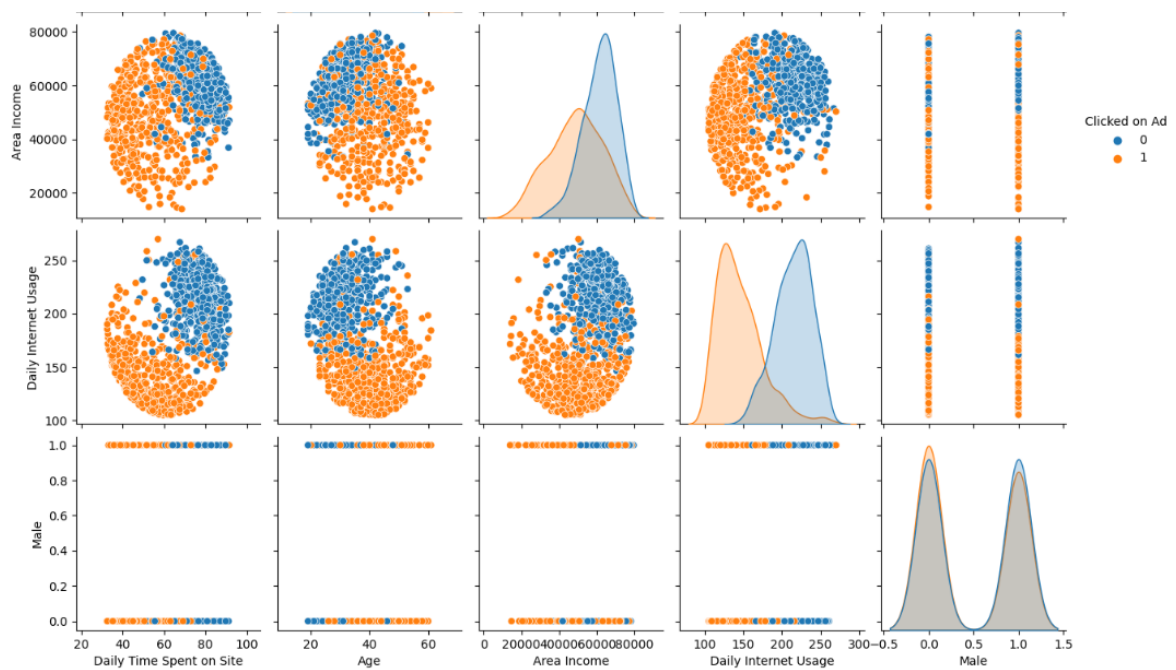 80000
60000
40000
20000
Area Income
Clicked on Ad
0
1
250
200
150
100
Daily Internet Usage
1.0
0.8
0.6
0.4
0.2
0.0
Male
20 40 60 80 100
20 40 60
0 20000 40000 60000 80000
100 150 200 250 300
−0.5 0.0 0.5 1.0 1.5
Daily Time Spent on Site
Age
Area Income
Daily Internet Usage
Male